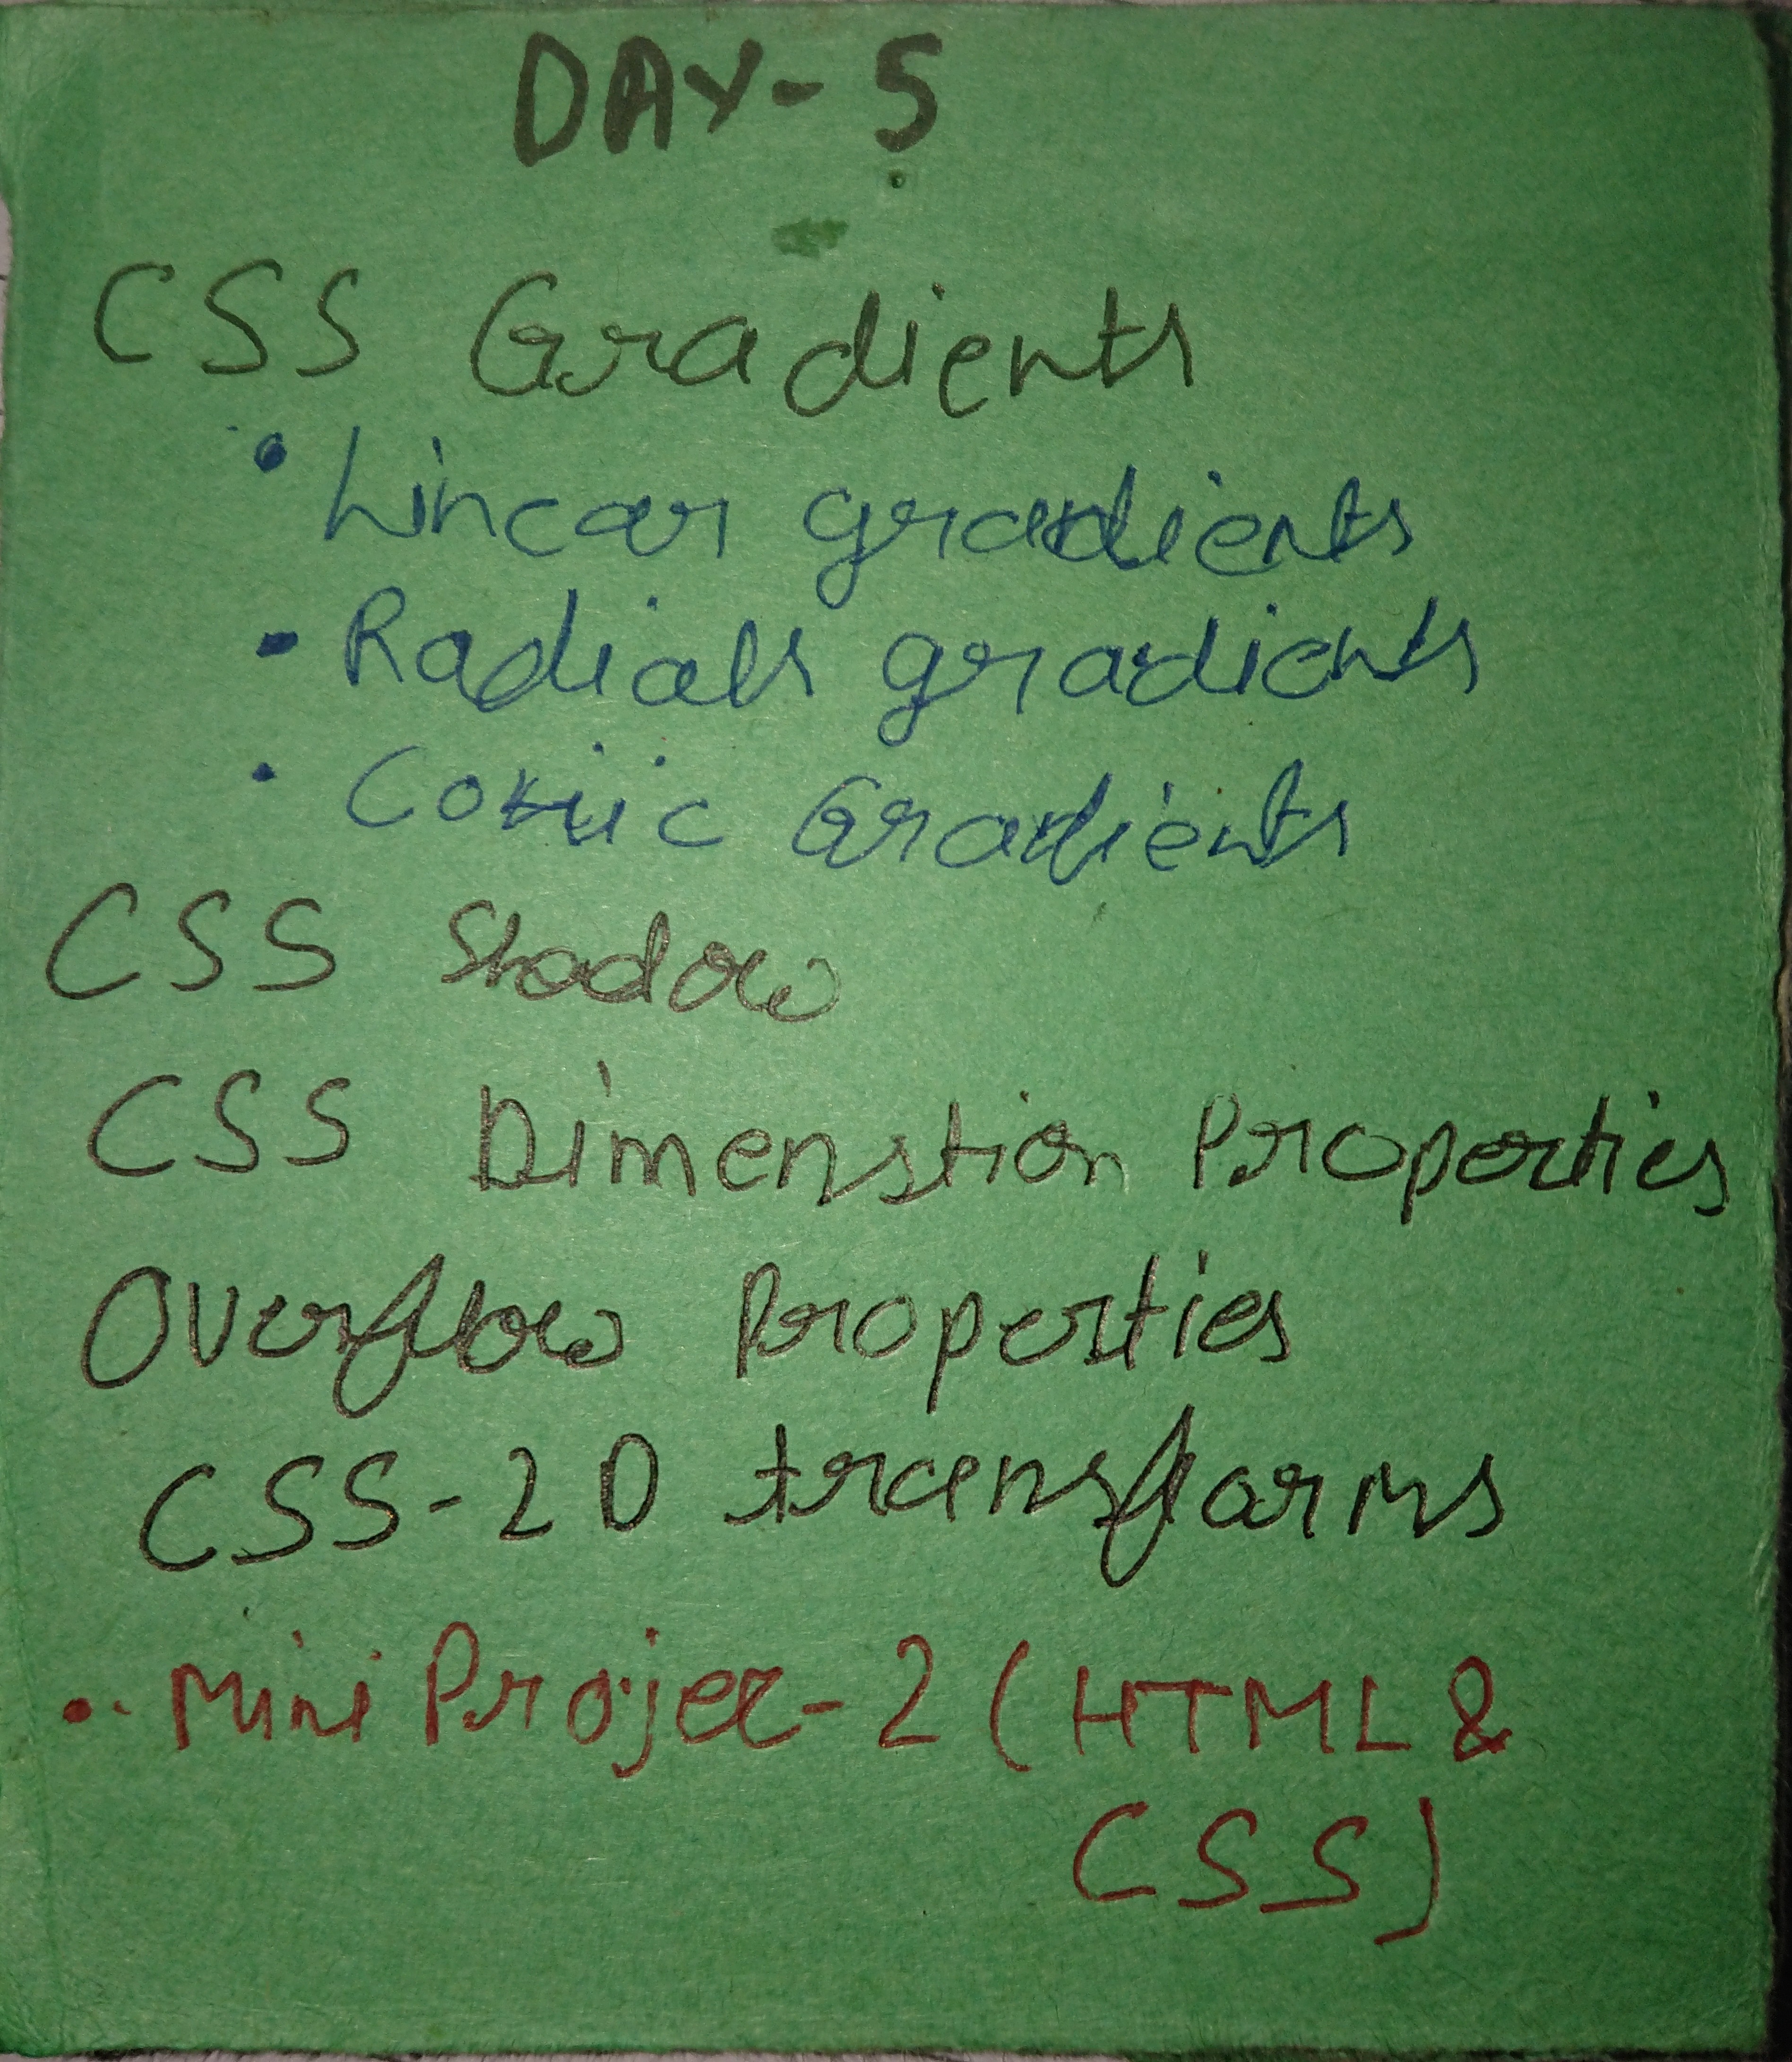 DAY-5
CSS Gradients
• Linear gradients
• Radials gradients
• Conic Gradients
CSS Shadow
CSS Dimenstion Properties
Overflow Properties
CSS-2D transforms
• Mini Projec-2 (HTML &
CSS)